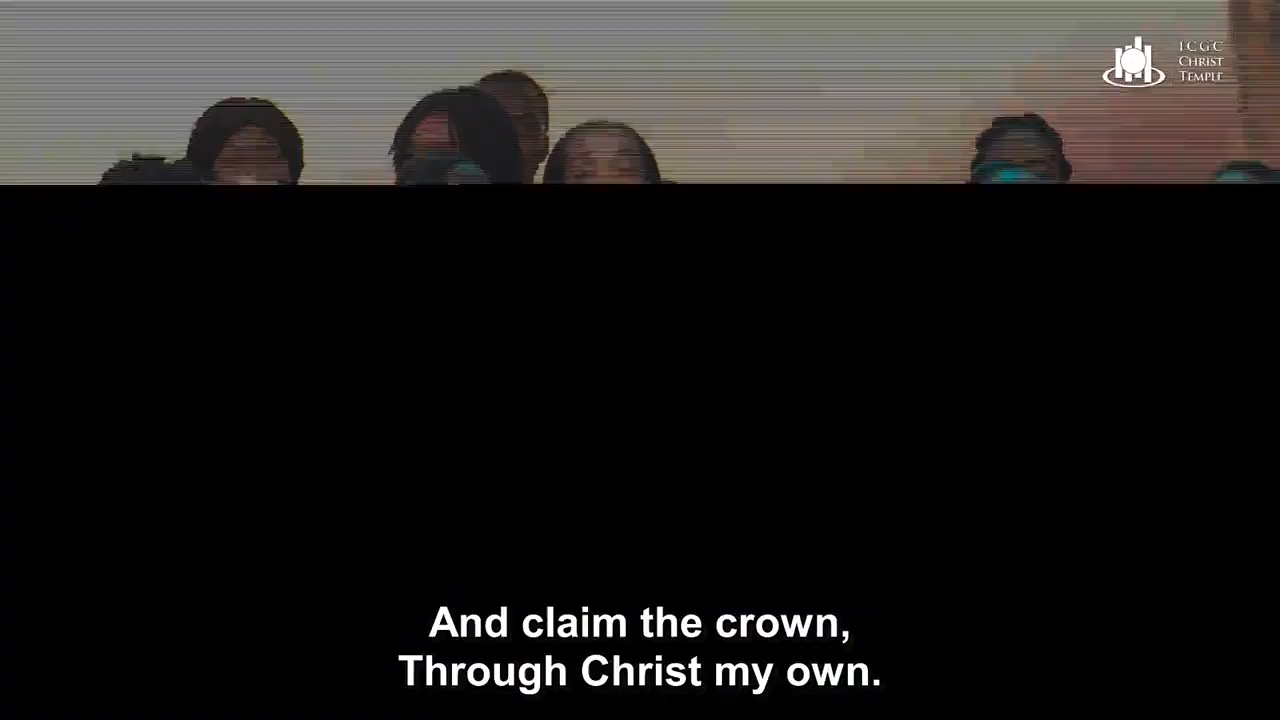 ICGC
CHRIST
TEMPLE
And claim the crown,
Through Christ my own.